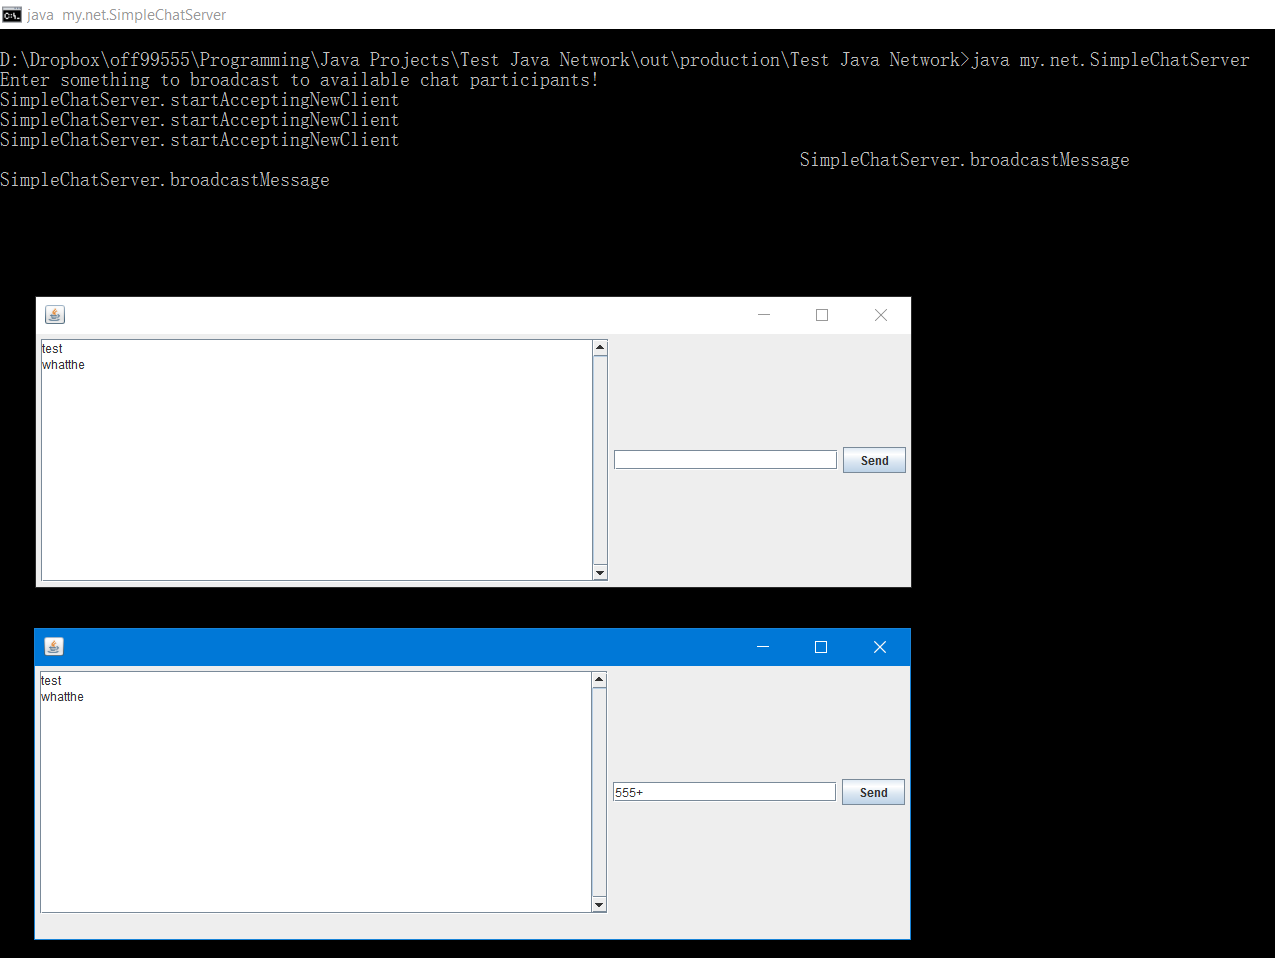 java my.net.SimpleChatServer
D:\Dropbox\off99555\Programming\Java Projects\Test Java Network\out\production\Test Java Network>java my.net.SimpleChatServer
Enter something to broadcast to available chat participants!
SimpleChatServer.startAcceptingNewClient
SimpleChatServer.startAcceptingNewClient
SimpleChatServer.startAcceptingNewClient
SimpleChatServer.broadcastMessage
SimpleChatServer.broadcastMessage
test
whatthe
Send
test
whatthe
555+
Send